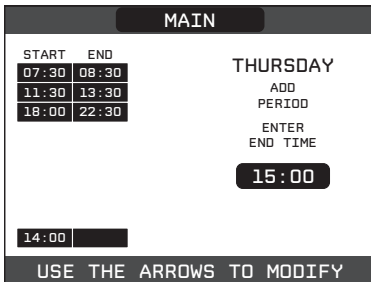 MAIN
START END
07:30 08:30
11:30 13:30
18:00 22:30
14:00
THURSDAY
ADD
PERIOD
ENTER
END TIME
15:00
USE THE ARROWS TO MODIFY